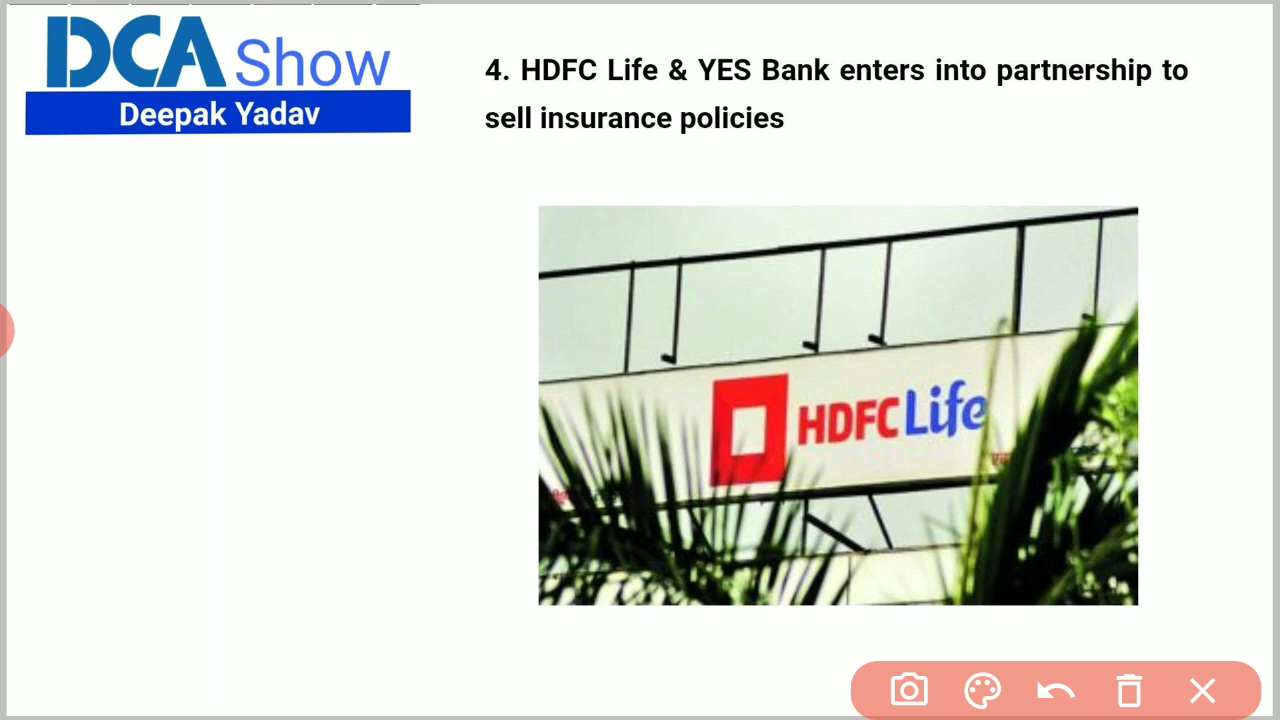 DCA Show
Deepak Yadav
4. HDFC Life & YES Bank enters into partnership to
sell insurance policies
HDFC Life